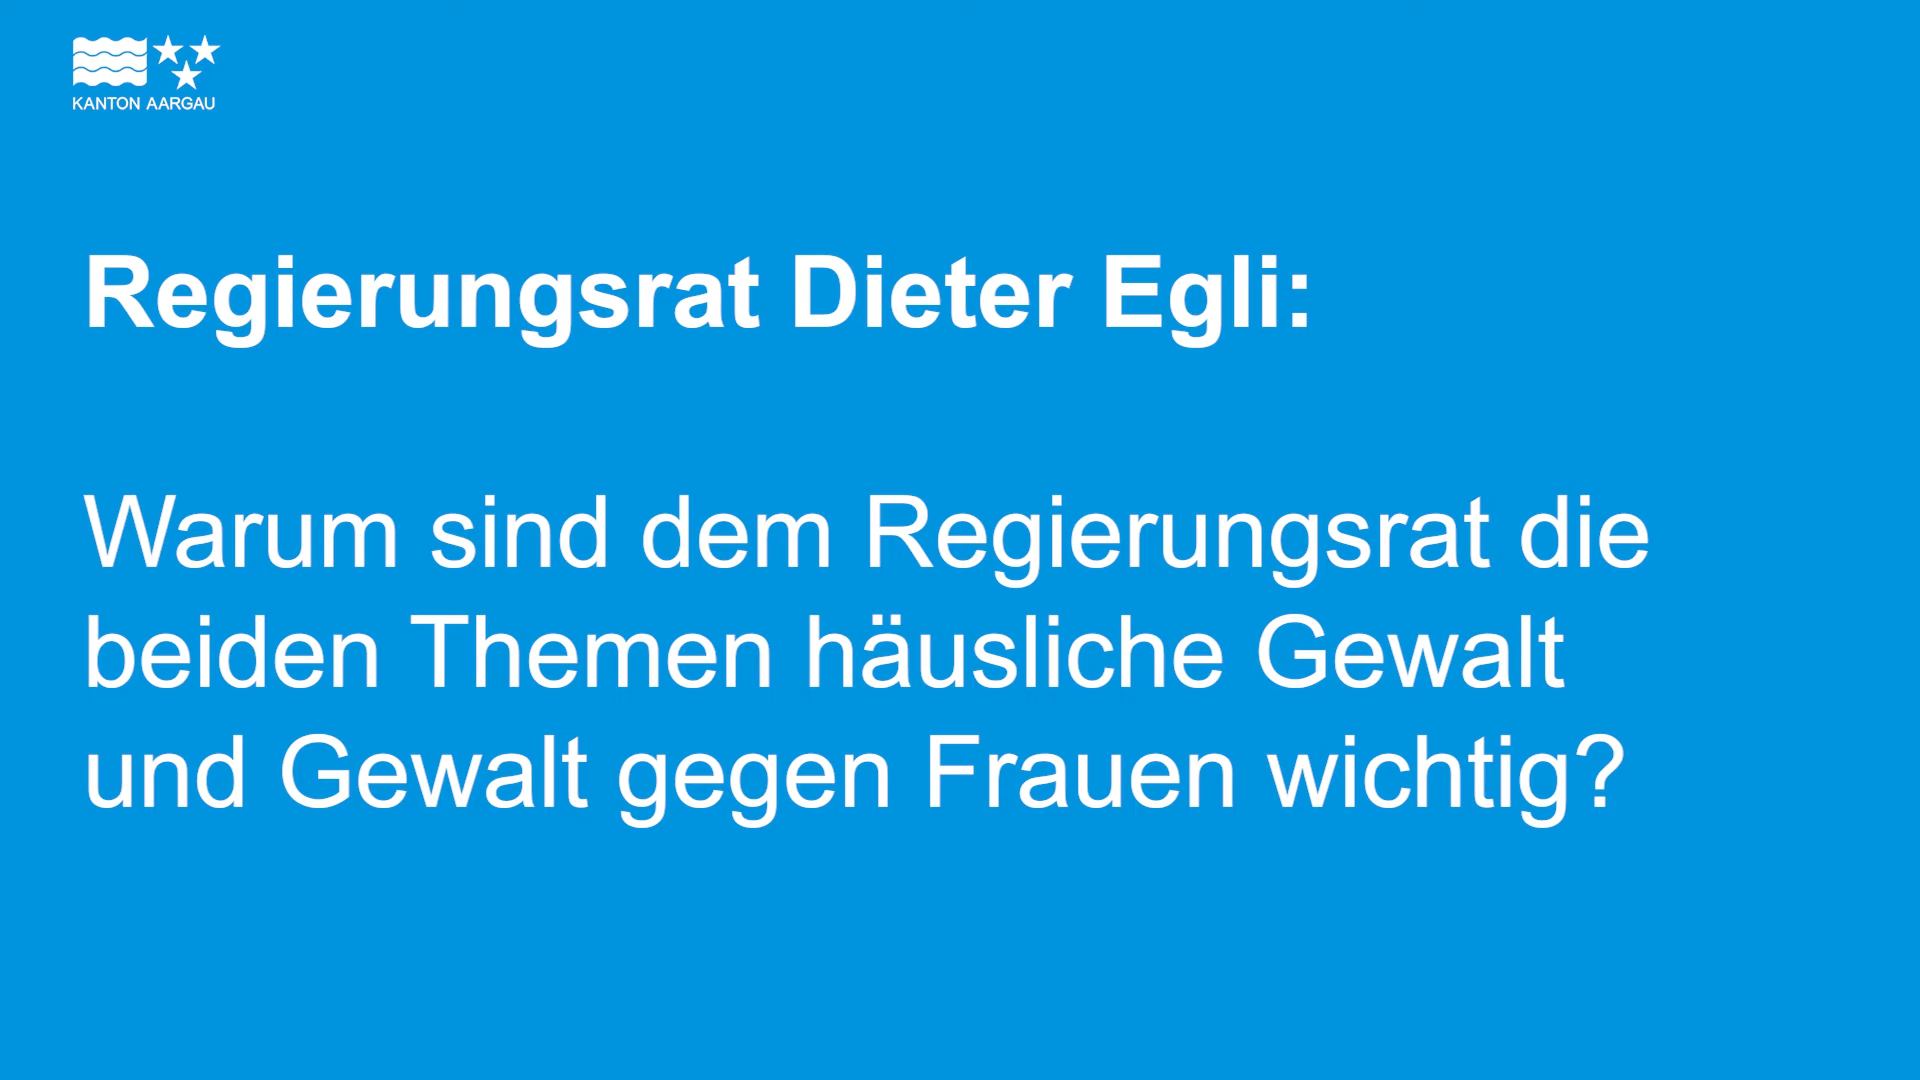 KANTON AARGAU
Regierungsrat Dieter Egli:
Warum sind dem Regierungsrat die
beiden Themen häusliche Gewalt
und Gewalt gegen Frauen wichtig?